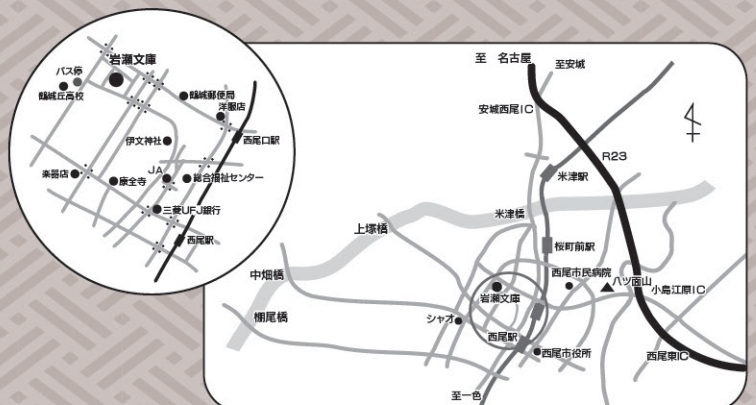 岩瀬文庫
バス停
鶴城丘高校
鶴城郵便局
洋服店
伊文神社
西尾口駅
楽器店
康全寺
JA
総合福祉センター
三菱UFJ銀行
西尾駅
至 名古屋
至安城
安城西尾IC
R23
米津駅
米津橋
上塚橋
桜町前駅
中畑橋
西尾市民病院
八ツ面山
小島江原IC
岩瀬文庫
棚尾橋
シャオ
西尾駅
西尾市役所
西尾東IC
至一色